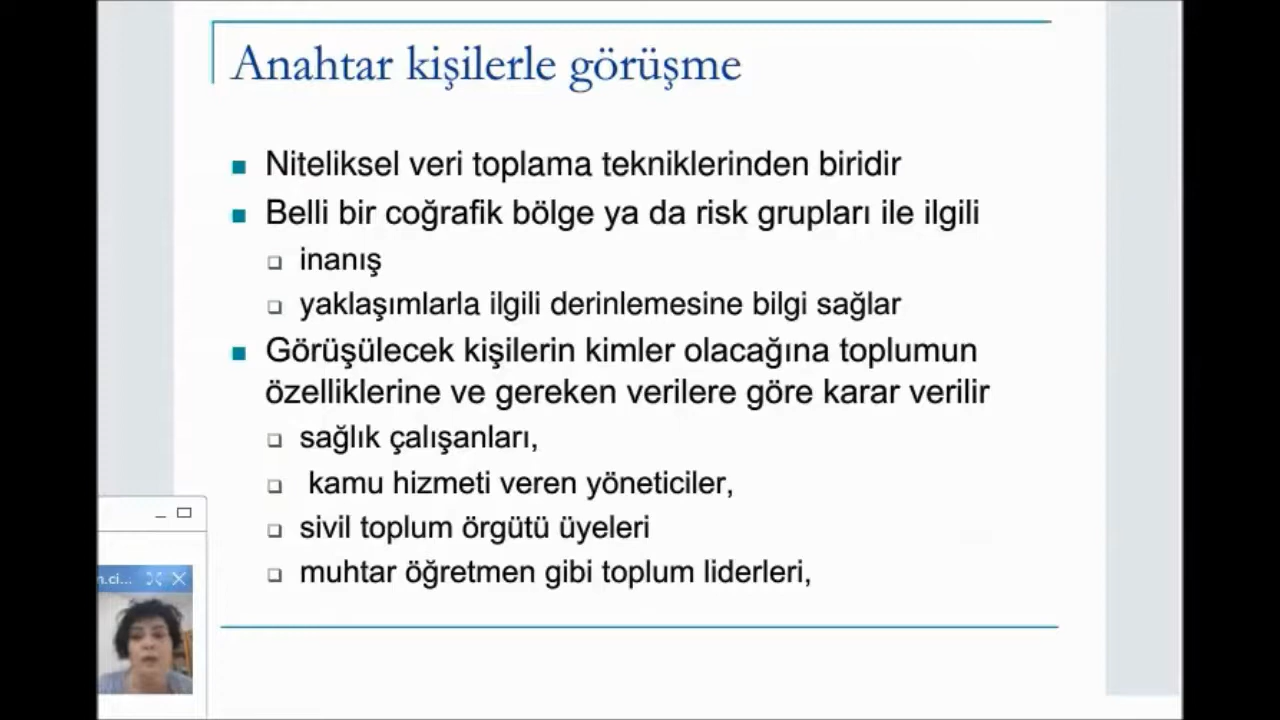 Anahtar kişilerle görüşme
Niteliksel veri toplama tekniklerinden biridir
Belli bir coğrafik bölge ya da risk grupları ile ilgili
inanış
yaklaşımlarla ilgili derinlemesine bilgi sağlar
Görüşülecek kişilerin kimler olacağına toplumun
özelliklerine ve gereken verilere göre karar verilir
sağlık çalışanları,
kamu hizmeti veren yöneticiler,
sivil toplum örgütü üyeleri
muhtar öğretmen gibi toplum liderleri,
n.ci...